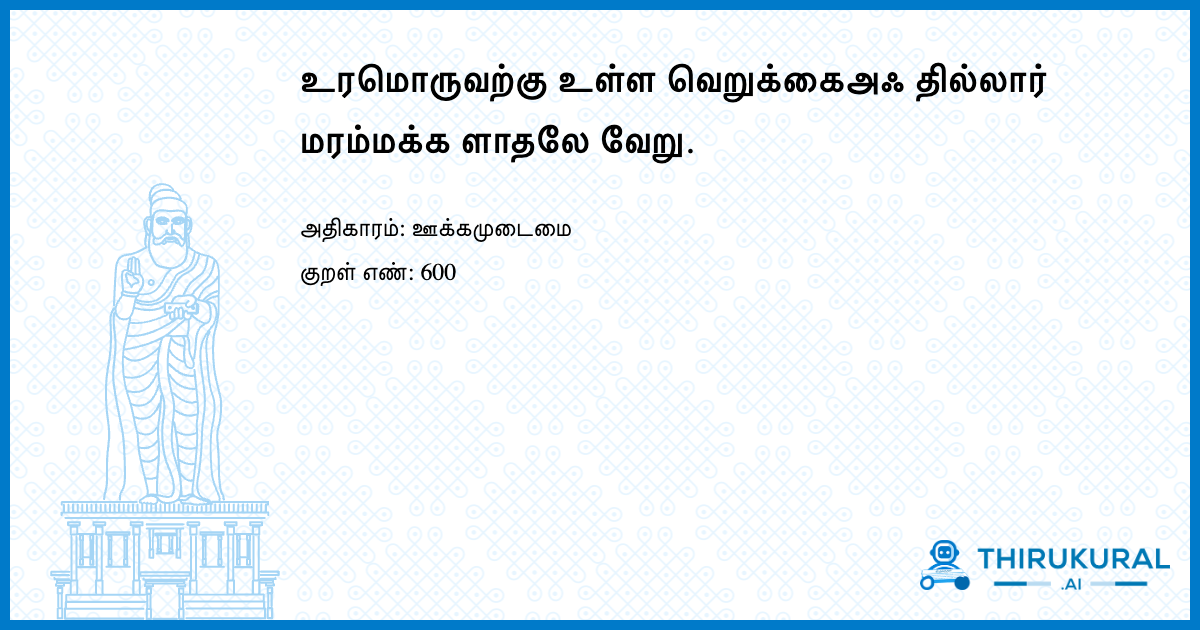 உரமொருவற்கு உள்ள வெறுக்கைஅஃ தில்லார்
மரம்மக்க ளாதலே வேறு.
அதிகாரம்: ஊக்கமுடைமை
குறள் எண்: 600
THIRUKURAL
.AI